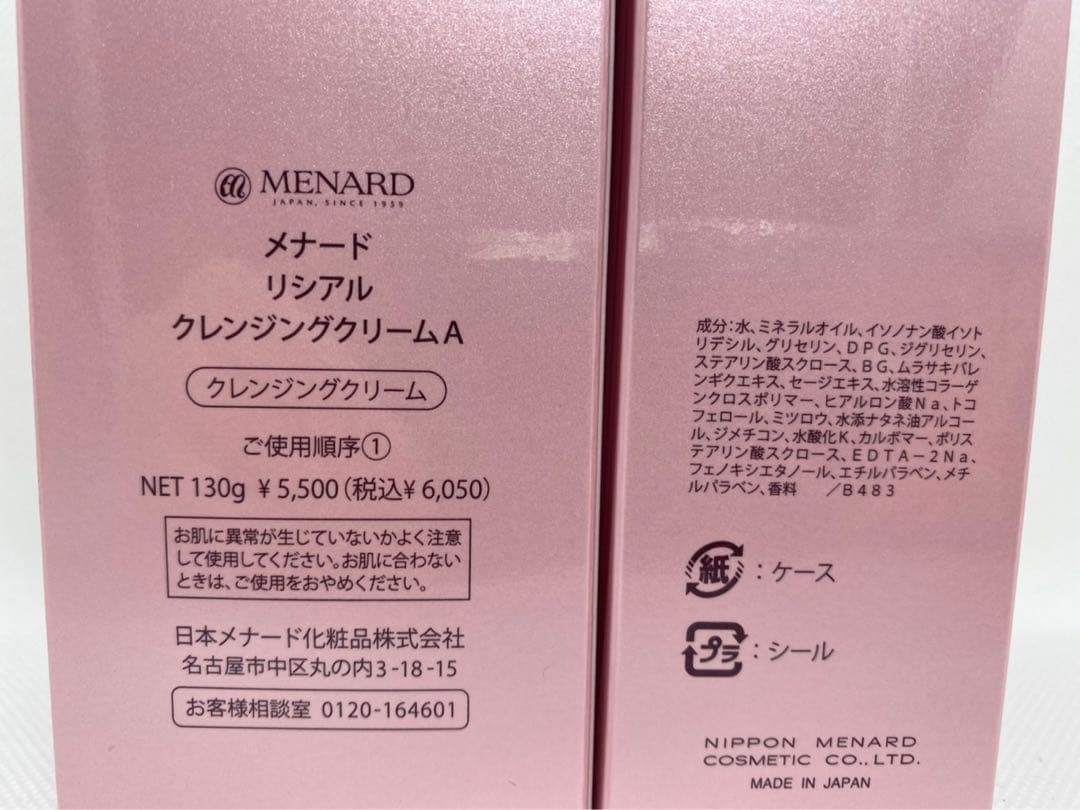 MENARD
JAPAN, SINCE 1959
メナード
リシアル
クレンジングクリームA
クレンジングクリーム
ご使用順序①
NET 130g ¥5,500(税込¥6,050)
お肌に異常が生じていないかよく注意
して使用してください。お肌に合わない
ときは、ご使用をおやめください。
日本メナード化粧品株式会社
名古屋市中区丸の内3-18-15
お客様相談室 0120-164601
成分:水、ミネラルオイル、イソノナン酸イソト
リデシル、グリセリン、DPG、ジグリセリン、
ステアリン酸スクロース、BG、ムラサキバレ
ンギクエキス、セージエキス、水溶性コラーゲ
ンクロスポリマー、ヒアルロン酸Na、トコ
フェロール、ミツロウ、水添ナタネ油アルコー
ル、ジメチコン、水酸化K、カルボマー、ポリス
テアリン酸スクロース、EDTA-2Na、
フェノキシエタノール、エチルパラベン、メチ
ルパラベン、香料 /B483
紙:ケース
プラ:シール
NIPPON MENARD
COSMETIC CO., LTD.
MADE IN JAPAN